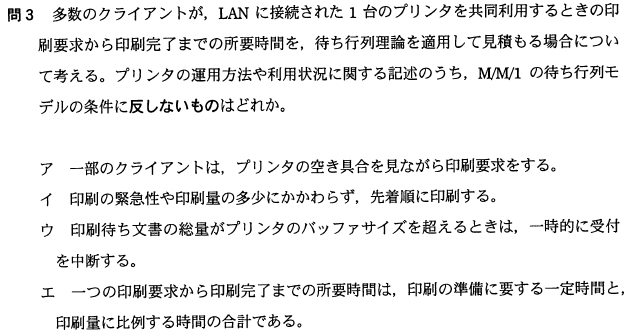 問3 多数のクライアントが，LAN に接続された 1 台のプリンタを共同利用するときの印
刷要求から印刷完了までの所要時間を，待ち行列理論を適用して見積もる場合につい
て考える。プリンタの運用方法や利用状況に関する記述のうち，M/M/1 の待ち行列モ
デルの条件に反しないものはどれか。
ア 一部のクライアントは，プリンタの空き具合を見ながら印刷要求をする。
イ 印刷の緊急性や印刷量の多少にかかわらず，先着順に印刷する。
ウ 印刷待ち文書の総量がプリンタのバッファサイズを超えるときは，一時的に受付
を中断する。
エ 一つの印刷要求から印刷完了までの所要時間は，印刷の準備に要する一定時間と，
印刷量に比例する時間の合計である。